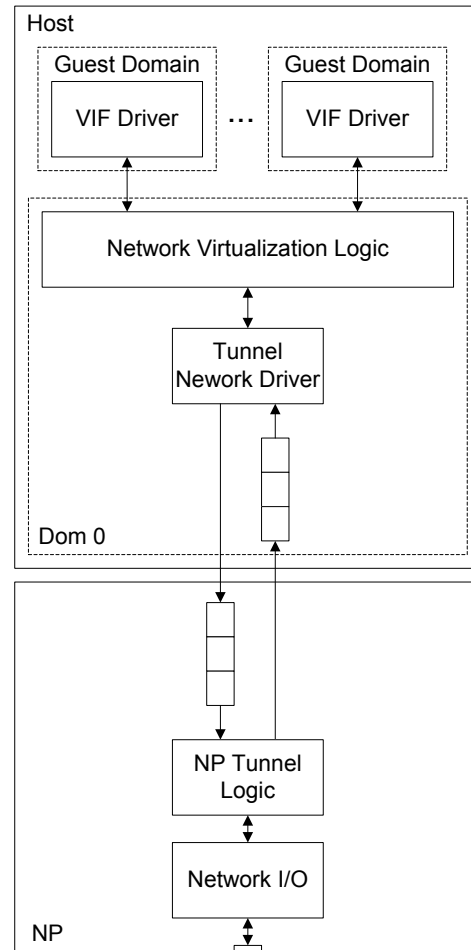 Host
Guest Domain
Guest Domain
VIF Driver
...
VIF Driver
Network Virtualization Logic
Tunnel
Nework Driver
Dom 0
NP Tunnel
Logic
Network I/O
NP